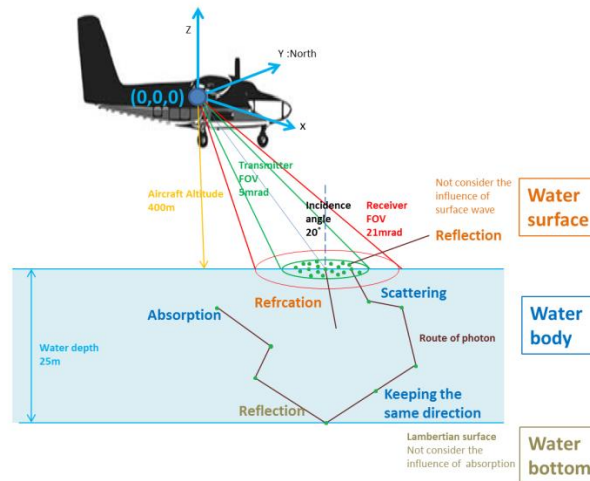 Z
Y :North
(0,0,0)
X
Transmitter
FOV
5mrad
Aircraft Altitude
400m
Incidence
angle
20°
Receiver
FOV
21mrad
Not consider the
influence of
surface wave
Reflection
Water
surface
Refrcation
Scattering
Absorption
Water
body
Route of photon
Water depth
25m
Keeping the
same direction
Reflection
Lambertian surface
Not consider the
influence of absorption
Water
bottom